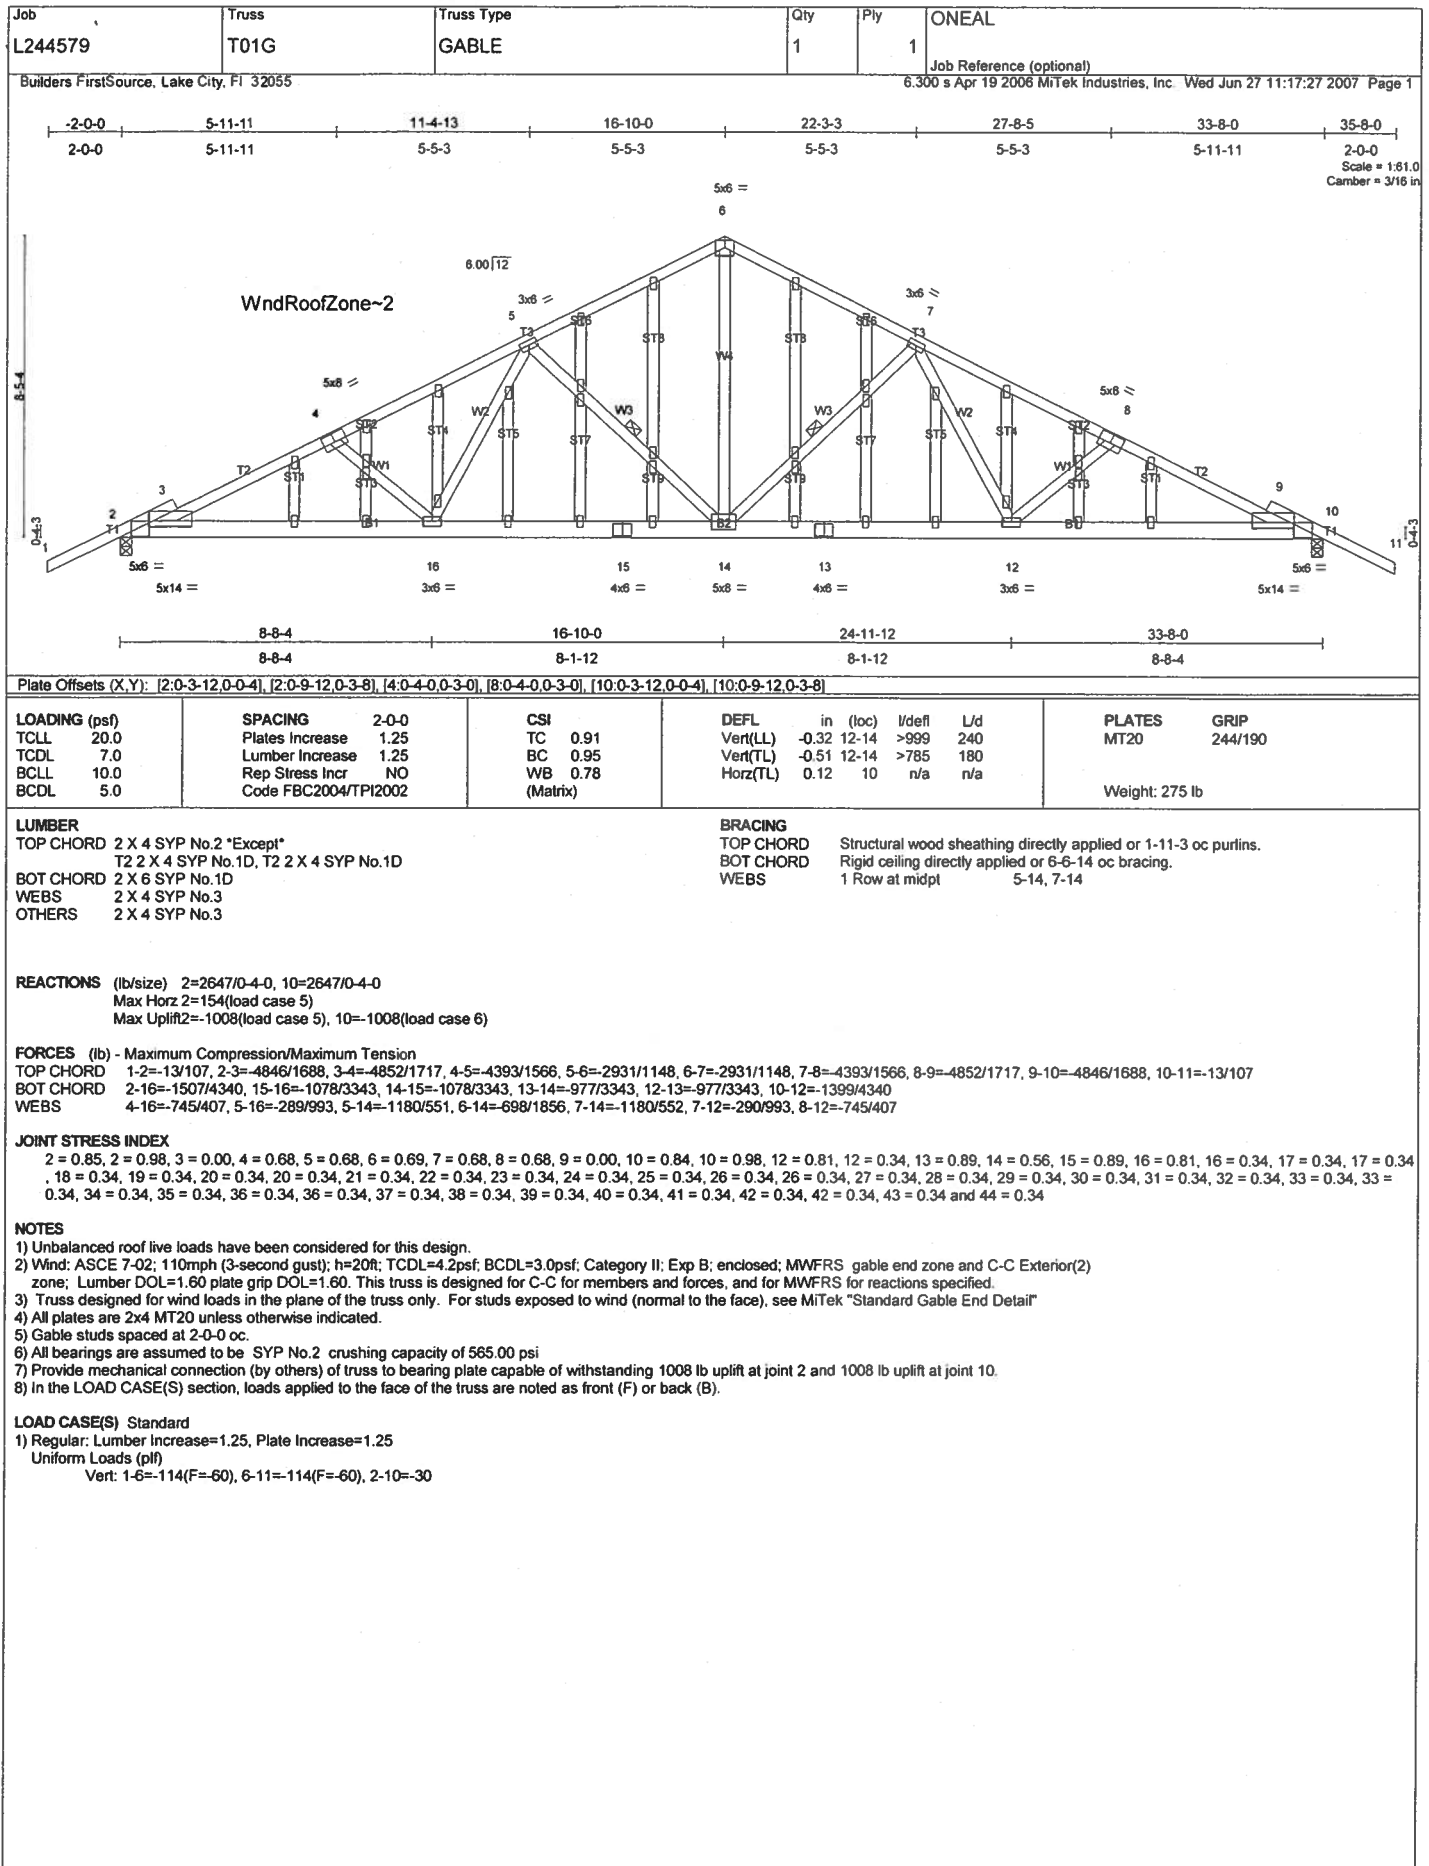 Job
Truss
Truss Type
Qty
Ply
ONEAL
L244579
T01G
GABLE
1
1
Job Reference (optional)
Builders FirstSource, Lake City, Fl 32055
6.300 s Apr 19 2006 MiTek Industries, Inc. Wed Jun 27 11:17:27 2007 Page 1
-2-0-0 5-11-11 11-4-13 16-10-0 22-3-3 27-8-5 33-8-0 35-8-0
2-0-0 5-11-11 5-5-3 5-5-3 5-5-3 5-5-3 5-11-11 2-0-0
Scale = 1:61.0
Camber = 3/16 in
5x6 =
6
6.00 12
WndRoofZone~2
3x6 =
5
T3
3x6 =
7
T3
ST6
ST8
W4
ST8
ST6
8-5-4
5x8 =
4
5x8 =
8
ST2
ST4
W2
ST5
ST7
W3
W3
ST7
ST5
W2
ST4
ST2
3
T2
ST1
W1
ST3
ST9
ST9
W1
ST3
ST1
T2
9
2
T1
B1
B2
B1
10
T1
0-4-3
1
11
0-4-3
5x6 =
16
15
14
13
12
5x6 =
5x14 =
3x6 =
4x6 =
5x8 =
4x6 =
3x6 =
5x14 =
8-8-4 16-10-0 24-11-12 33-8-0
8-8-4 8-1-12 8-1-12 8-8-4
Plate Offsets (X,Y): [2:0-3-12,0-0-4], [2:0-9-12,0-3-8], [4:0-4-0,0-3-0], [8:0-4-0,0-3-0], [10:0-3-12,0-0-4], [10:0-9-12,0-3-8]
LOADING (psf)
TCLL 20.0
TCDL 7.0
BCLL 10.0
BCDL 5.0
SPACING 2-0-0
Plates Increase 1.25
Lumber Increase 1.25
Rep Stress Incr NO
Code FBC2004/TPI2002
CSI
TC 0.91
BC 0.95
WB 0.78
(Matrix)
DEFL in (loc) l/defl L/d
Vert(LL) -0.32 12-14 >999 240
Vert(TL) -0.51 12-14 >785 180
Horz(TL) 0.12 10 n/a n/a
PLATES GRIP
MT20 244/190
Weight: 275 lb
LUMBER
TOP CHORD 2 X 4 SYP No.2 *Except*
T2 2 X 4 SYP No.1D, T2 2 X 4 SYP No.1D
BOT CHORD 2 X 6 SYP No.1D
WEBS 2 X 4 SYP No.3
OTHERS 2 X 4 SYP No.3
BRACING
TOP CHORD Structural wood sheathing directly applied or 1-11-3 oc purlins.
BOT CHORD Rigid ceiling directly applied or 6-6-14 oc bracing.
WEBS 1 Row at midpt 5-14, 7-14
REACTIONS (lb/size) 2=2647/0-4-0, 10=2647/0-4-0
Max Horz 2=154(load case 5)
Max Uplift2=-1008(load case 5), 10=-1008(load case 6)
FORCES (lb) - Maximum Compression/Maximum Tension
TOP CHORD 1-2=-13/107, 2-3=-4846/1688, 3-4=-4852/1717, 4-5=-4393/1566, 5-6=-2931/1148, 6-7=-2931/1148, 7-8=-4393/1566, 8-9=-4852/1717, 9-10=-4846/1688, 10-11=-13/107
BOT CHORD 2-16=-1507/4340, 15-16=-1078/3343, 14-15=-1078/3343, 13-14=-977/3343, 12-13=-977/3343, 10-12=-1399/4340
WEBS 4-16=-745/407, 5-16=-289/993, 5-14=-1180/551, 6-14=-698/1856, 7-14=-1180/552, 7-12=-290/993, 8-12=-745/407
JOINT STRESS INDEX
2 = 0.85, 2 = 0.98, 3 = 0.00, 4 = 0.68, 5 = 0.68, 6 = 0.69, 7 = 0.68, 8 = 0.68, 9 = 0.00, 10 = 0.84, 10 = 0.98, 12 = 0.81, 12 = 0.34, 13 = 0.89, 14 = 0.56, 15 = 0.89, 16 = 0.81, 16 = 0.34, 17 = 0.34, 17 = 0.34
, 18 = 0.34, 19 = 0.34, 20 = 0.34, 20 = 0.34, 21 = 0.34, 22 = 0.34, 23 = 0.34, 24 = 0.34, 25 = 0.34, 26 = 0.34, 26 = 0.34, 27 = 0.34, 28 = 0.34, 29 = 0.34, 30 = 0.34, 31 = 0.34, 32 = 0.34, 33 = 0.34, 33 =
0.34, 34 = 0.34, 35 = 0.34, 36 = 0.34, 36 = 0.34, 37 = 0.34, 38 = 0.34, 39 = 0.34, 40 = 0.34, 41 = 0.34, 42 = 0.34, 42 = 0.34, 43 = 0.34 and 44 = 0.34
NOTES
1) Unbalanced roof live loads have been considered for this design.
2) Wind: ASCE 7-02; 110mph (3-second gust); h=20ft; TCDL=4.2psf; BCDL=3.0psf; Category II; Exp B; enclosed; MWFRS gable end zone and C-C Exterior(2)
zone; Lumber DOL=1.60 plate grip DOL=1.60. This truss is designed for C-C for members and forces, and for MWFRS for reactions specified.
3) Truss designed for wind loads in the plane of the truss only. For studs exposed to wind (normal to the face), see MiTek "Standard Gable End Detail"
4) All plates are 2x4 MT20 unless otherwise indicated.
5) Gable studs spaced at 2-0-0 oc.
6) All bearings are assumed to be SYP No.2 crushing capacity of 565.00 psi
7) Provide mechanical connection (by others) of truss to bearing plate capable of withstanding 1008 lb uplift at joint 2 and 1008 lb uplift at joint 10.
8) In the LOAD CASE(S) section, loads applied to the face of the truss are noted as front (F) or back (B).
LOAD CASE(S) Standard
1) Regular: Lumber Increase=1.25, Plate Increase=1.25
Uniform Loads (plf)
Vert: 1-6=-114(F=-60), 6-11=-114(F=-60), 2-10=-30